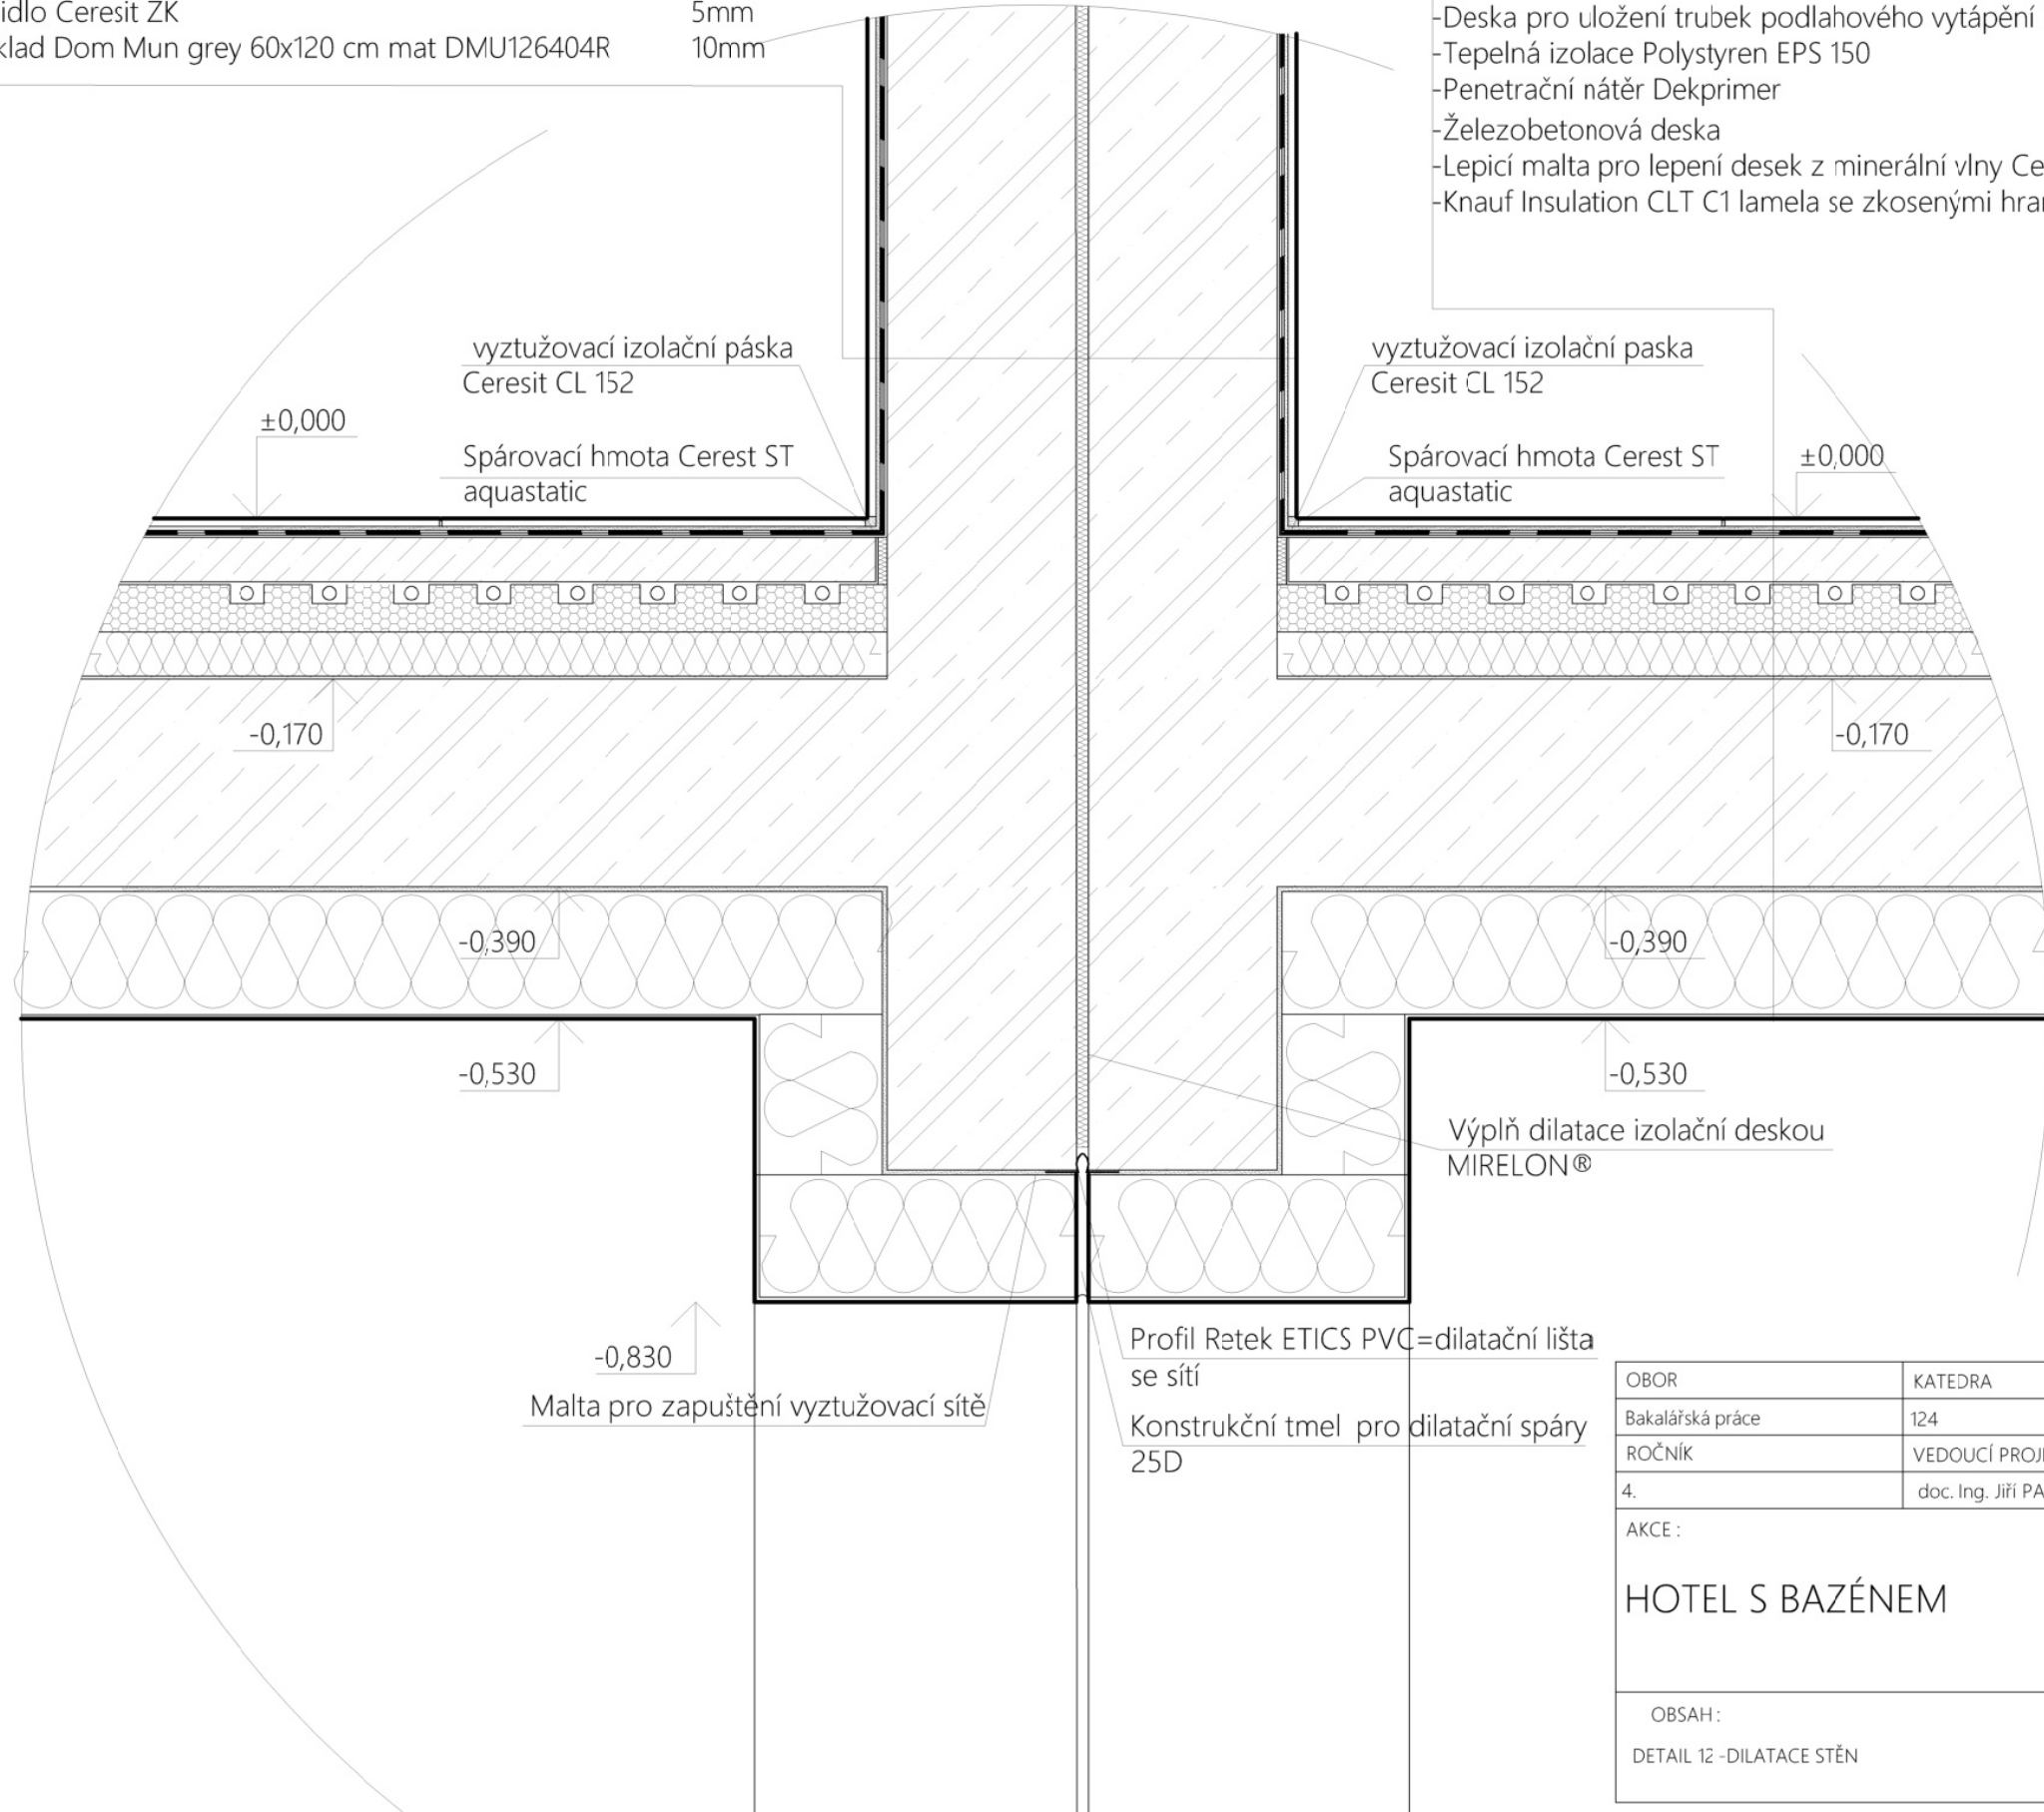 idlo Ceresit ZK 5mm
klad Dom Mun grey 60x120 cm mat DMU126404R 10mm
-Deska pro uložení trubek podlahového vytápění
-Tepelná izolace Polystyren EPS 150
-Penetrační nátěr Dekprimer
-Železobetonová deska
-Lepicí malta pro lepení desek z minerální vlny Ce
-Knauf Insulation CLT C1 lamela se zkosenými hra
vyztužovací izolační páska
Ceresit CL 152
vyztužovací izolační paska
Ceresit CL 152
±0,000
Spárovací hmota Cerest ST
aquastatic
Spárovací hmota Cerest ST
aquastatic
±0,000
-0,170
-0,170
-0,390
-0,390
-0,530
-0,530
Výplň dilatace izolační deskou
MIRELON®
-0,830
Malta pro zapuštění vyztužovací sítě
Profil Retek ETICS PVC=dilatační lišta
se sítí
Konstrukční tmel pro dilatační spáry
25D
OBOR KATEDRA
Bakalářská práce 124
ROČNÍK VEDOUCÍ PROJ
4. doc. Ing. Jiří PA
AKCE :
HOTEL S BAZÉNEM
OBSAH :
DETAIL 12 -DILATACE STĚN